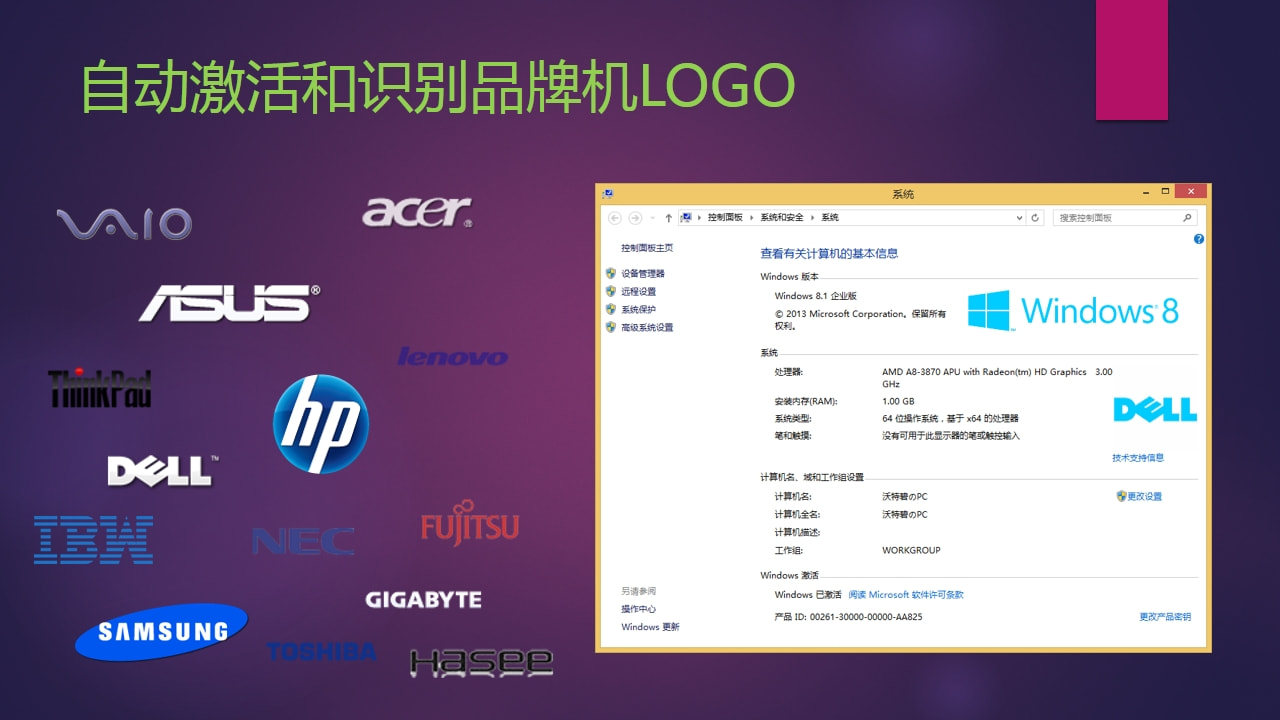 自动激活和识别品牌机LOGO
VAIO
acer®
ASUS®
lenovo
ThinkPad
hp
DELL™
IBM
NEC
FUJITSU
GIGABYTE
SAMSUNG
TOSHIBA
Hasee
系统
控制面板 系统和安全 系统
搜索控制面板
控制面板主页
设备管理器
远程设置
系统保护
高级系统设置
查看有关计算机的基本信息
Windows 版本
Windows 8.1 企业版
© 2013 Microsoft Corporation。保留所有
权利。
Windows 8
系统
处理器: AMD A8-3870 APU with Radeon(tm) HD Graphics 3.00
GHz
安装内存(RAM): 1.00 GB
系统类型: 64 位操作系统，基于 x64 的处理器
笔和触摸: 没有可用于此显示器的笔或触控输入
DELL
技术支持信息
计算机名、域和工作组设置
计算机名: 沃特碧のPC
更改设置
计算机全名: 沃特碧のPC
计算机描述:
工作组: WORKGROUP
Windows 激活
Windows 已激活 阅读 Microsoft 软件许可条款
产品 ID: 00261-30000-00000-AA825
更改产品密钥
另请参阅
操作中心
Windows 更新